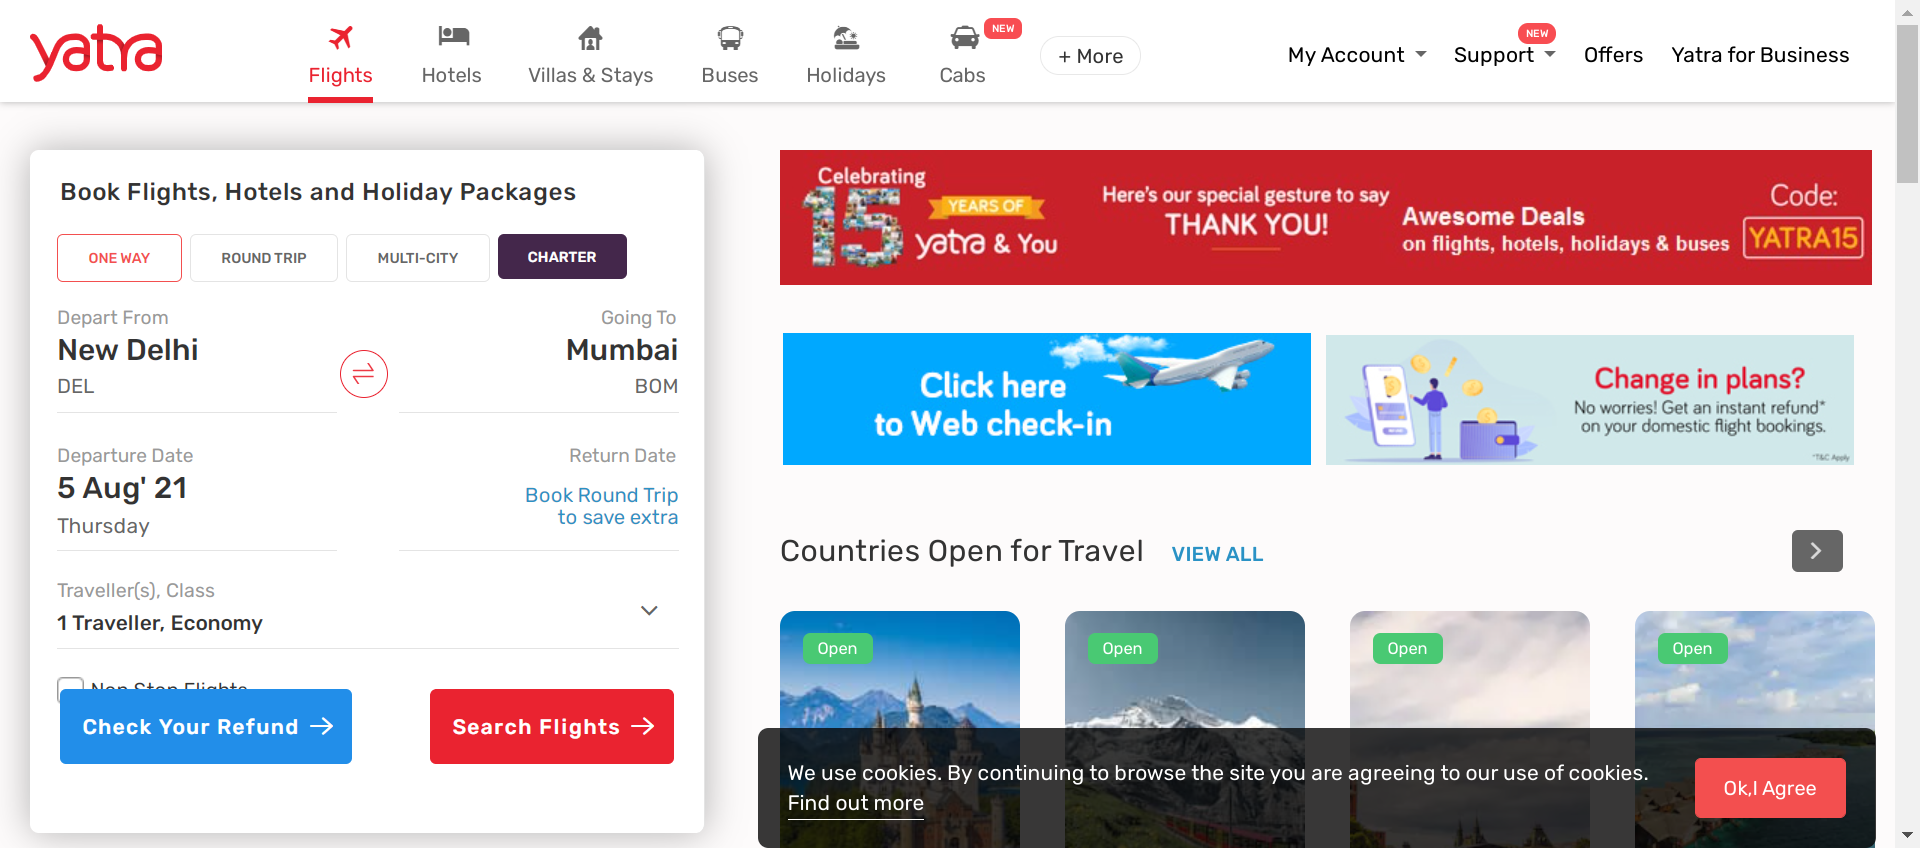 yatra
Flights
Hotels
Villas & Stays
Buses
Holidays
Cabs
NEW
+ More
My Account
Support
NEW
Offers
Yatra for Business
Book Flights, Hotels and Holiday Packages
ONE WAY
ROUND TRIP
MULTI-CITY
CHARTER
Depart From
New Delhi
DEL
Going To
Mumbai
BOM
Departure Date
5 Aug' 21
Thursday
Return Date
Book Round Trip
to save extra
Traveller(s), Class
1 Traveller, Economy
Non Stop Flights
Check Your Refund
Search Flights
Celebrating
15 YEARS OF
yatra & You
Here's our special gesture to say
THANK YOU!
Awesome Deals
on flights, hotels, holidays & buses
Code:
YATRA15
Click here
to Web check-in
Change in plans?
No worries! Get an instant refund*
on your domestic flight bookings.
*T&C Apply
Countries Open for Travel
VIEW ALL
Open
Open
Open
Open
We use cookies. By continuing to browse the site you are agreeing to our use of cookies.
Find out more
Ok,I Agree